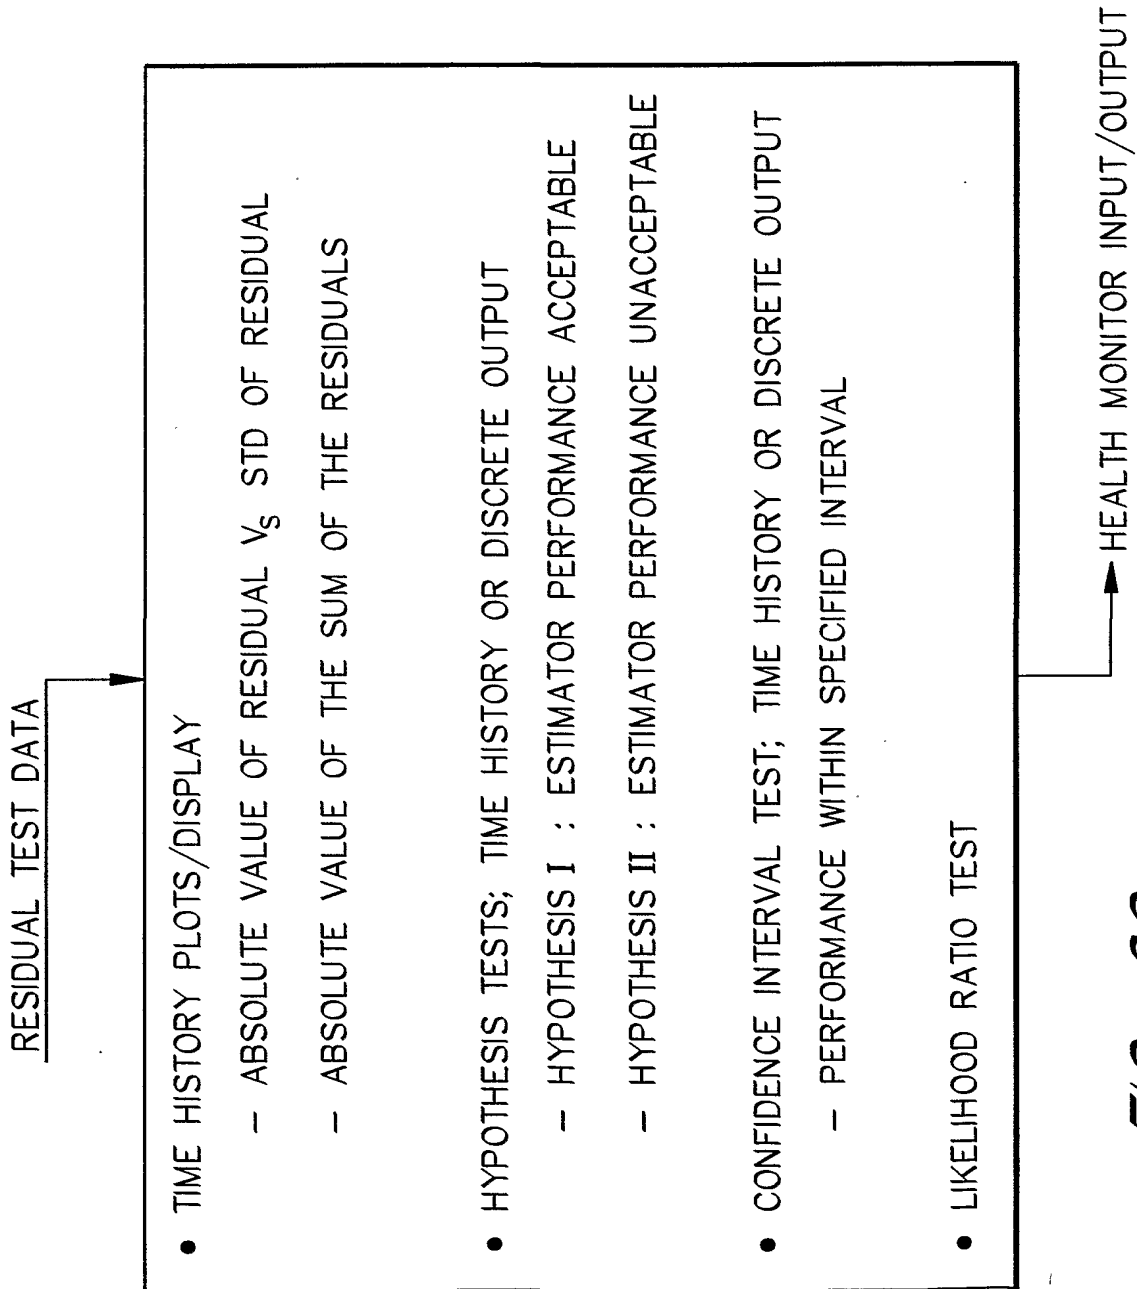 RESIDUAL TEST DATA
• TIME HISTORY PLOTS/DISPLAY
– ABSOLUTE VALUE OF RESIDUAL VS STD OF RESIDUAL
– ABSOLUTE VALUE OF THE SUM OF THE RESIDUALS
• HYPOTHESIS TESTS; TIME HISTORY OR DISCRETE OUTPUT
– HYPOTHESIS I : ESTIMATOR PERFORMANCE ACCEPTABLE
– HYPOTHESIS II : ESTIMATOR PERFORMANCE UNACCEPTABLE
• CONFIDENCE INTERVAL TEST; TIME HISTORY OR DISCRETE OUTPUT
– PERFORMANCE WITHIN SPECIFIED INTERVAL
• LIKELIHOOD RATIO TEST
HEALTH MONITOR INPUT/OUTPUT